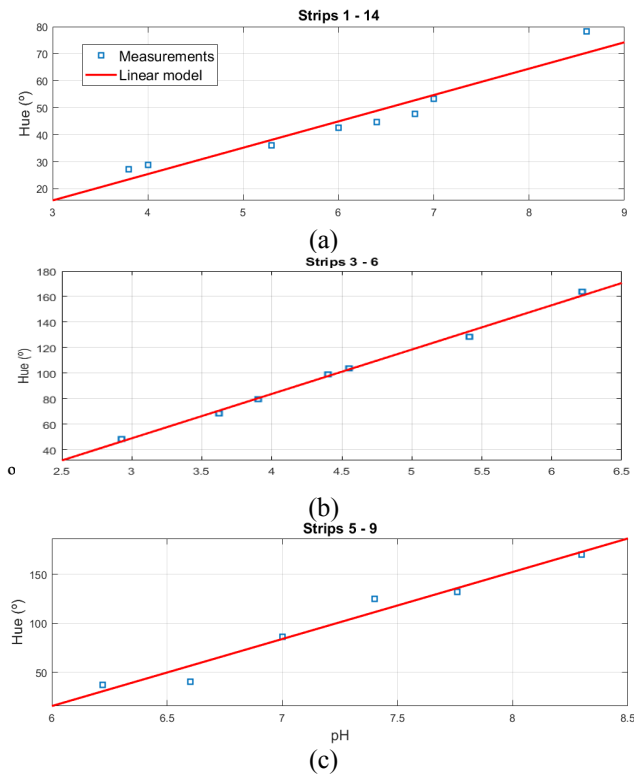 Strips 1 - 14
80
70
60
50
40
30
20
Hue (º)
Measurements
Linear model
3 4 5 6 7 8 9
(a)
Strips 3 - 6
180
160
140
120
100
80
60
40
Hue (º)
o
2.5 3 3.5 4 4.5 5 5.5 6 6.5
(b)
Strips 5 - 9
150
100
50
Hue (º)
6 6.5 7 7.5 8 8.5
pH
(c)